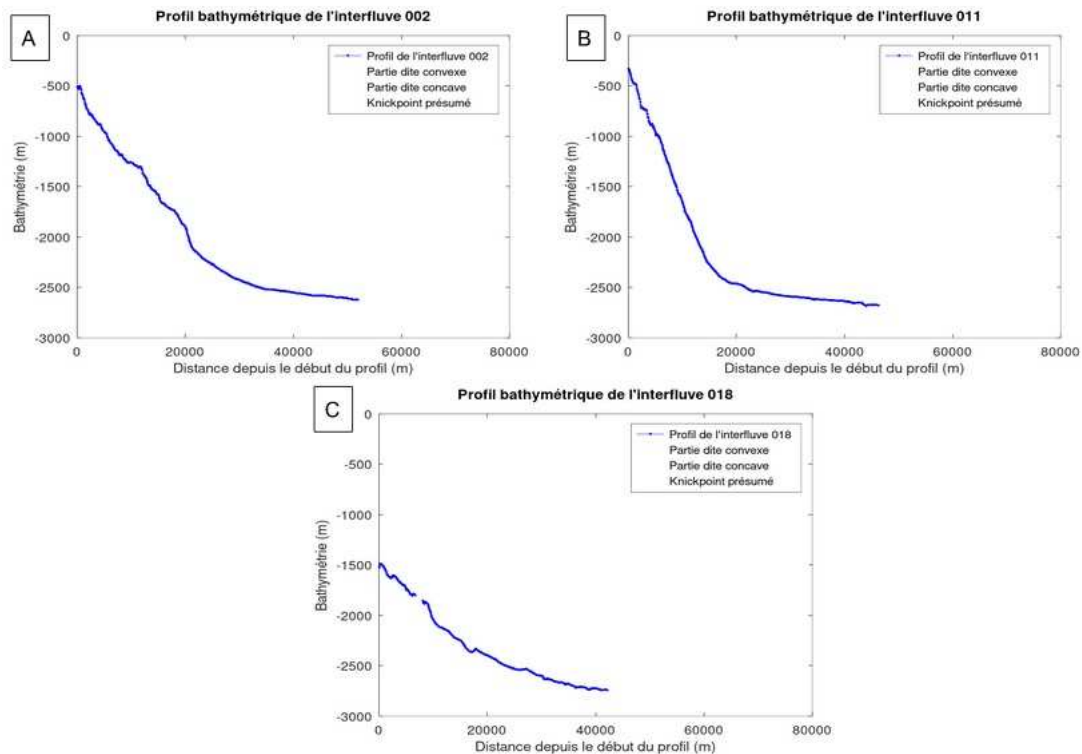 A
Profil bathymétrique de l'interfluve 002
0
-500
-1000
-1500
-2000
-2500
-3000
Bathymétrie (m)
Profil de l'interfluve 002
Partie dite convexe
Partie dite concave
Knickpoint présumé
0 20000 40000 60000 80000
Distance depuis le début du profil (m)
B
Profil bathymétrique de l'interfluve 011
0
-500
-1000
-1500
-2000
-2500
-3000
Bathymétrie (m)
Profil de l'interfluve 011
Partie dite convexe
Partie dite concave
Knickpoint présumé
0 20000 40000 60000 80000
Distance depuis le début du profil (m)
C
Profil bathymétrique de l'interfluve 018
0
-500
-1000
-1500
-2000
-2500
-3000
Bathymétrie (m)
Profil de l'interfluve 018
Partie dite convexe
Partie dite concave
Knickpoint présumé
0 20000 40000 60000 80000
Distance depuis le début du profil (m)